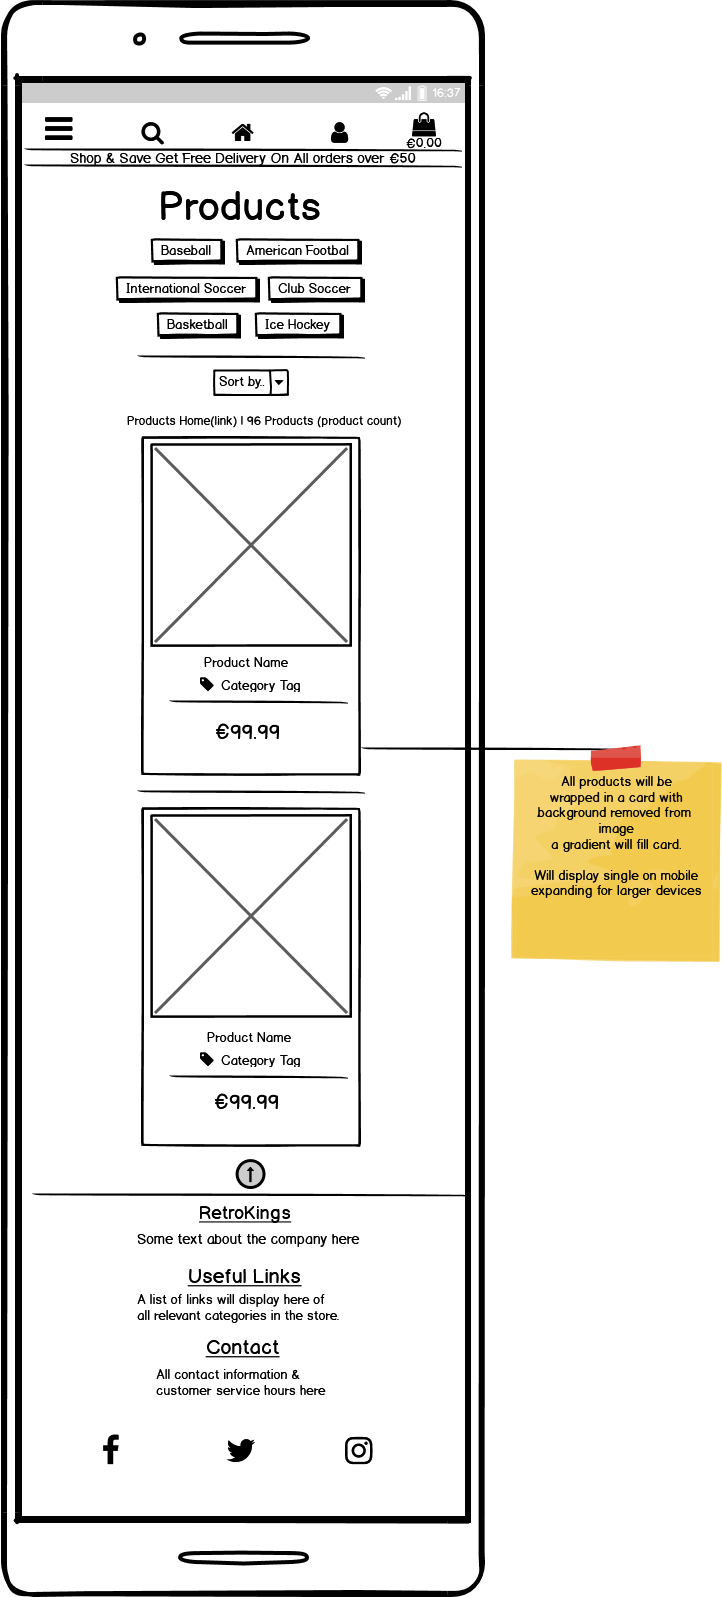 16:37
€0.00
Shop & Save Get Free Delivery On All orders over €50
Products
Baseball
American Footbal
International Soccer
Club Soccer
Basketball
Ice Hockey
Sort by..
Products Home(link) | 96 Products (product count)
Product Name
Category Tag
€99.99
All products will be
wrapped in a card with
background removed from
image
a gradient will fill card.
Will display single on mobile
expanding for larger devices
Product Name
Category Tag
€99.99
RetroKings
Some text about the company here
Useful Links
A list of links will display here of
all relevant categories in the store.
Contact
All contact information &
customer service hours here